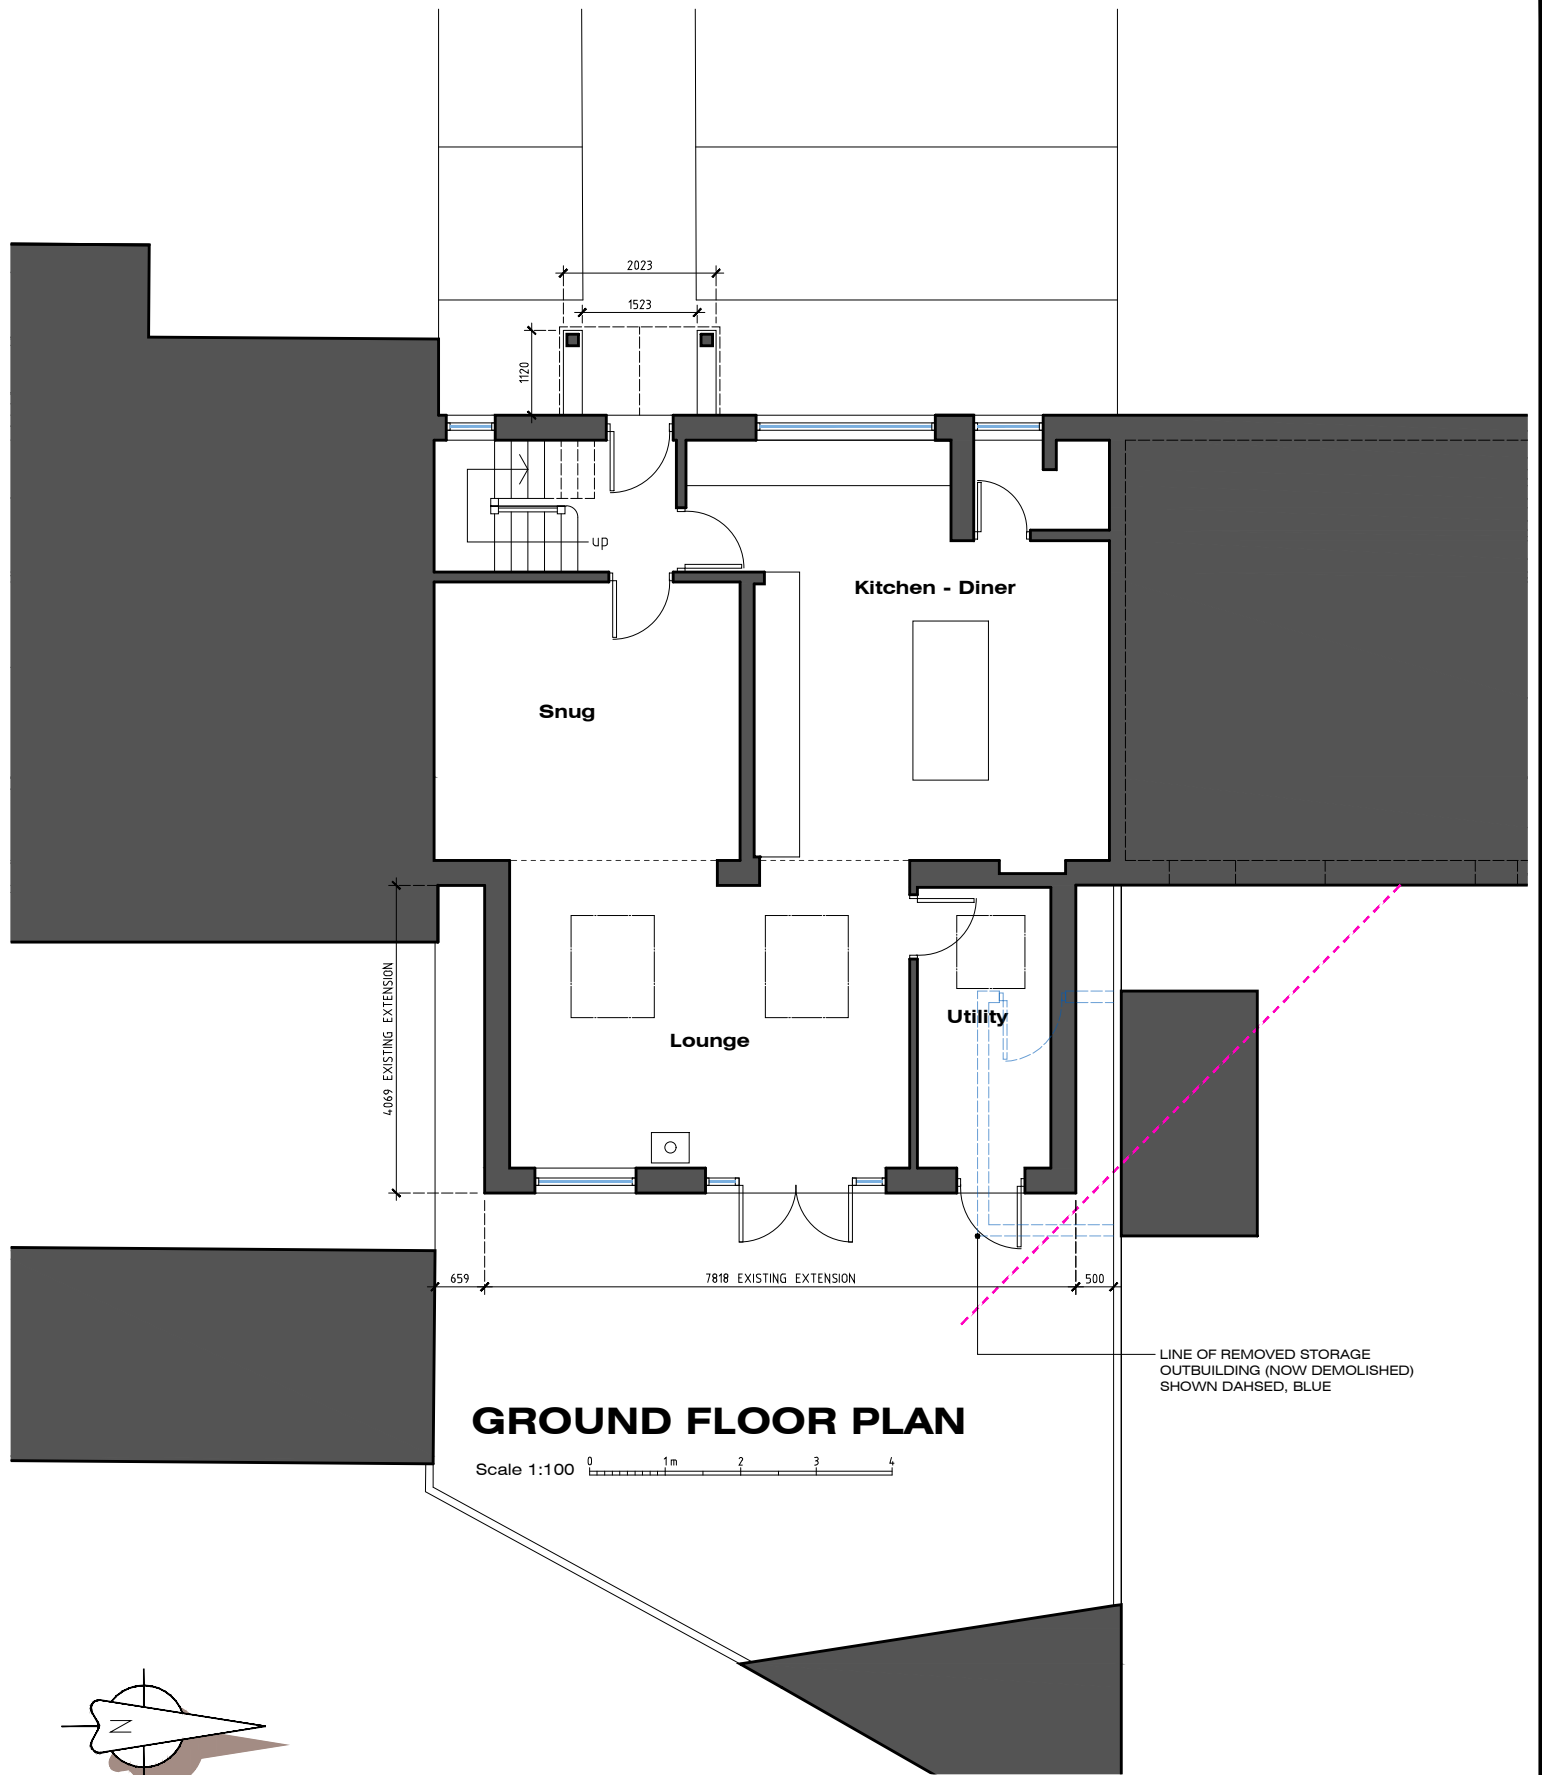 2023
1523
1120
up
Kitchen - Diner
Snug
4069 EXISTING EXTENSION
Utility
Lounge
659
7818 EXISTING EXTENSION
500
LINE OF REMOVED STORAGE
OUTBUILDING (NOW DEMOLISHED)
SHOWN DAHSED, BLUE
GROUND FLOOR PLAN
Scale 1:100 0 1m 2 3 4
N